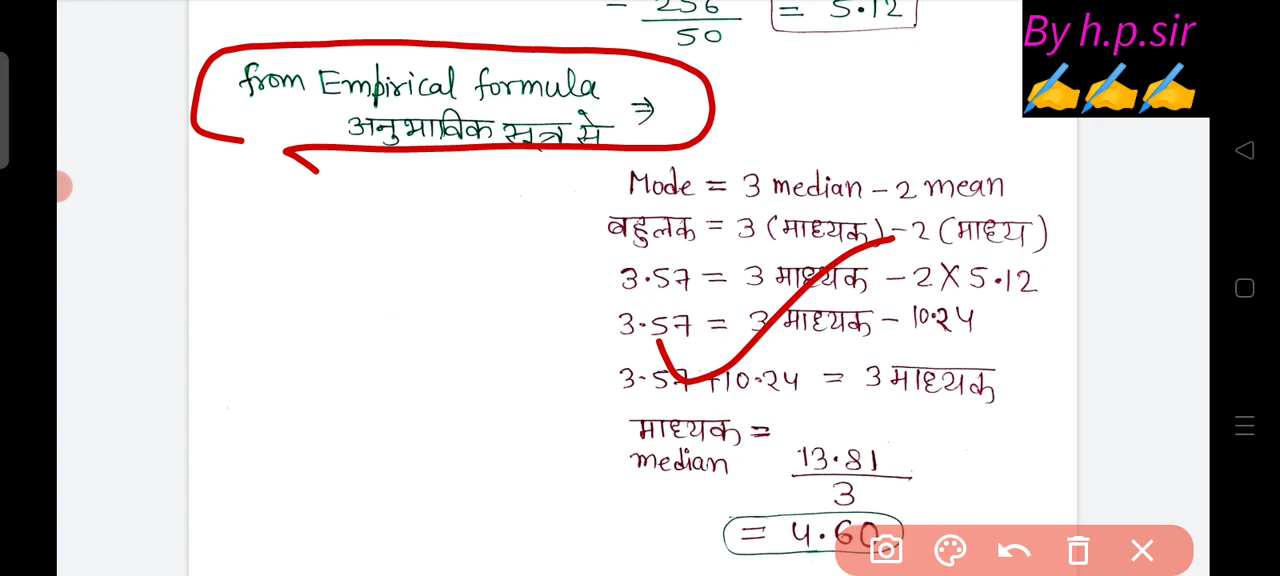 = 256/50 = 5.12
By h.p.sir
from Empirical formula ⇒
अनुभाविक सूत्र से
Mode = 3 median - 2 mean
बहुलक = 3 (माध्यक) - 2 (माध्य)
3.57 = 3 माध्यक - 2 X 5.12
3.57 = 3 माध्यक - 10.24
3.57 + 10.24 = 3 माध्यक
माध्यक =
median 13.81/3
= 4.60